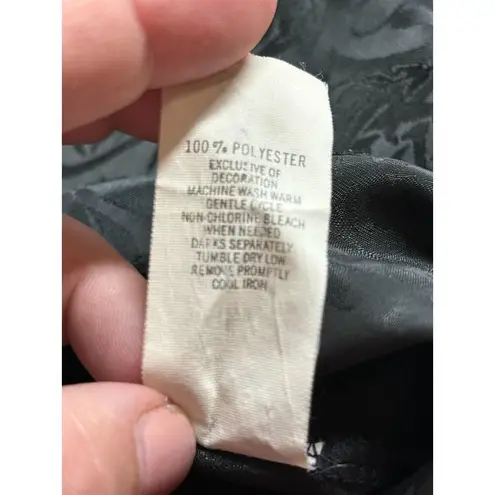 100% POLYESTER
EXCLUSIVE OF
DECORATION
MACHINE WASH WARM
GENTLE CYCLE
NON-CHLORINE BLEACH
WHEN NEEDED
DARKS SEPARATELY
TUMBLE DRY LOW
REMOVE PROMPTLY
COOL IRON